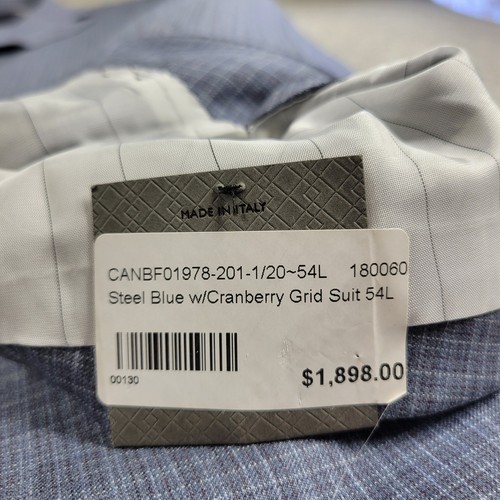 MADE IN ITALY
CANBF01978-201-1/20~54L 180060
Steel Blue w/Cranberry Grid Suit 54L
00130
$1,898.00